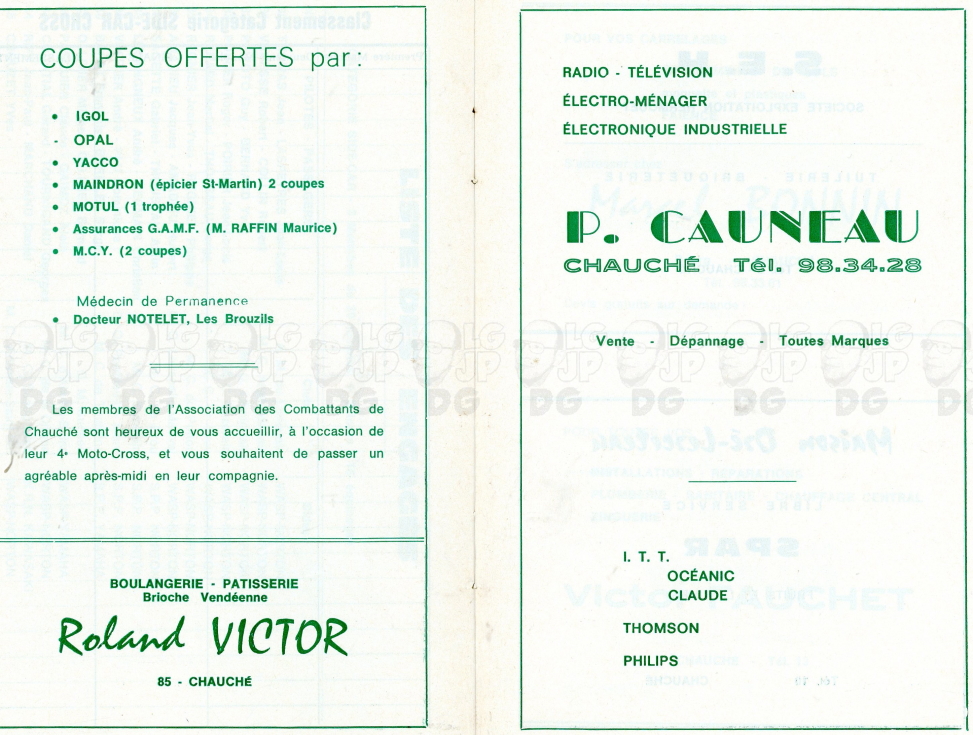 COUPES OFFERTES par :
• IGOL
- OPAL
• YACCO
• MAINDRON (épicier St-Martin) 2 coupes
• MOTUL (1 trophée)
• Assurances G.A.M.F. (M. RAFFIN Maurice)
• M.C.Y. (2 coupes)
Médecin de Permanence
• Docteur NOTELET, Les Brouzils
Les membres de l'Association des Combattants de
Chauché sont heureux de vous accueillir, à l'occasion de
leur 4e Moto-Cross, et vous souhaitent de passer un
agréable après-midi en leur compagnie.
BOULANGERIE - PATISSERIE
Brioche Vendéenne
Roland VICTOR
85 - CHAUCHÉ
RADIO - TÉLÉVISION
ÉLECTRO-MÉNAGER
ÉLECTRONIQUE INDUSTRIELLE
P. CAUNEAU
CHAUCHÉ Tél. 98.34.28
Vente - Dépannage - Toutes Marques
I. T. T.
OCÉANIC
CLAUDE
THOMSON
PHILIPS
LG JP DG